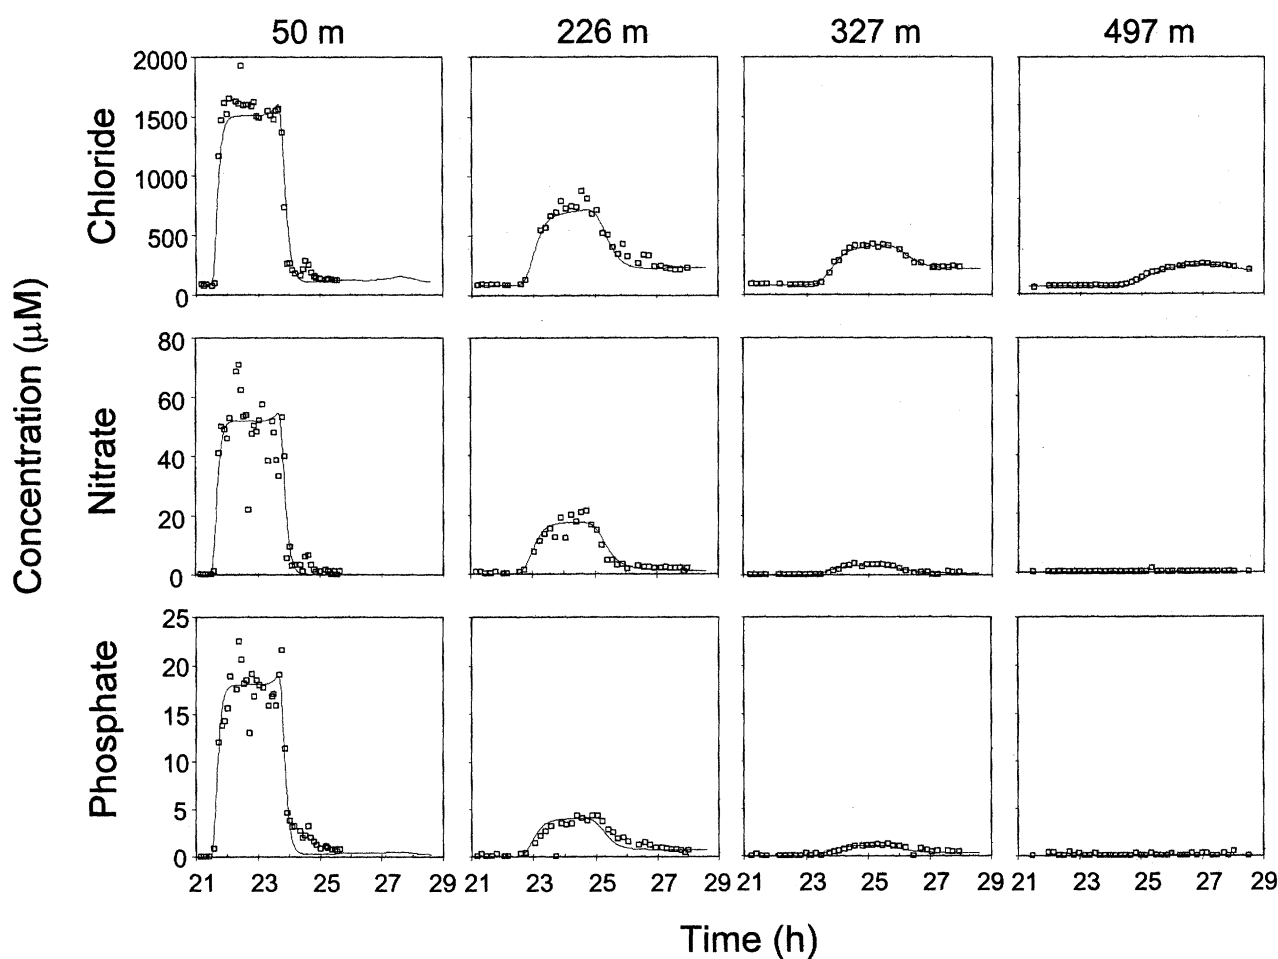 50 m 226 m 327 m 497 m
Concentration (μM)
Chloride
2000
1500
1000
500
0
Nitrate
80
60
40
20
0
Phosphate
25
20
15
10
5
0
21 23 25 27 29 21 23 25 27 29 21 23 25 27 29 21 23 25 27 29
Time (h)